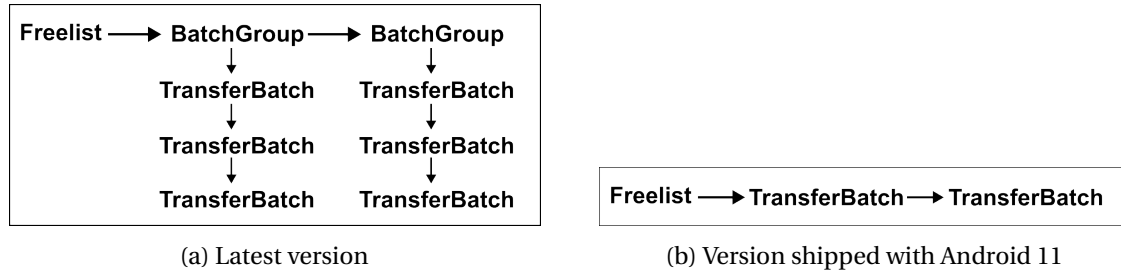 Freelist BatchGroup BatchGroup
TransferBatch TransferBatch
TransferBatch TransferBatch
TransferBatch TransferBatch
(a) Latest version
Freelist TransferBatch TransferBatch
(b) Version shipped with Android 11